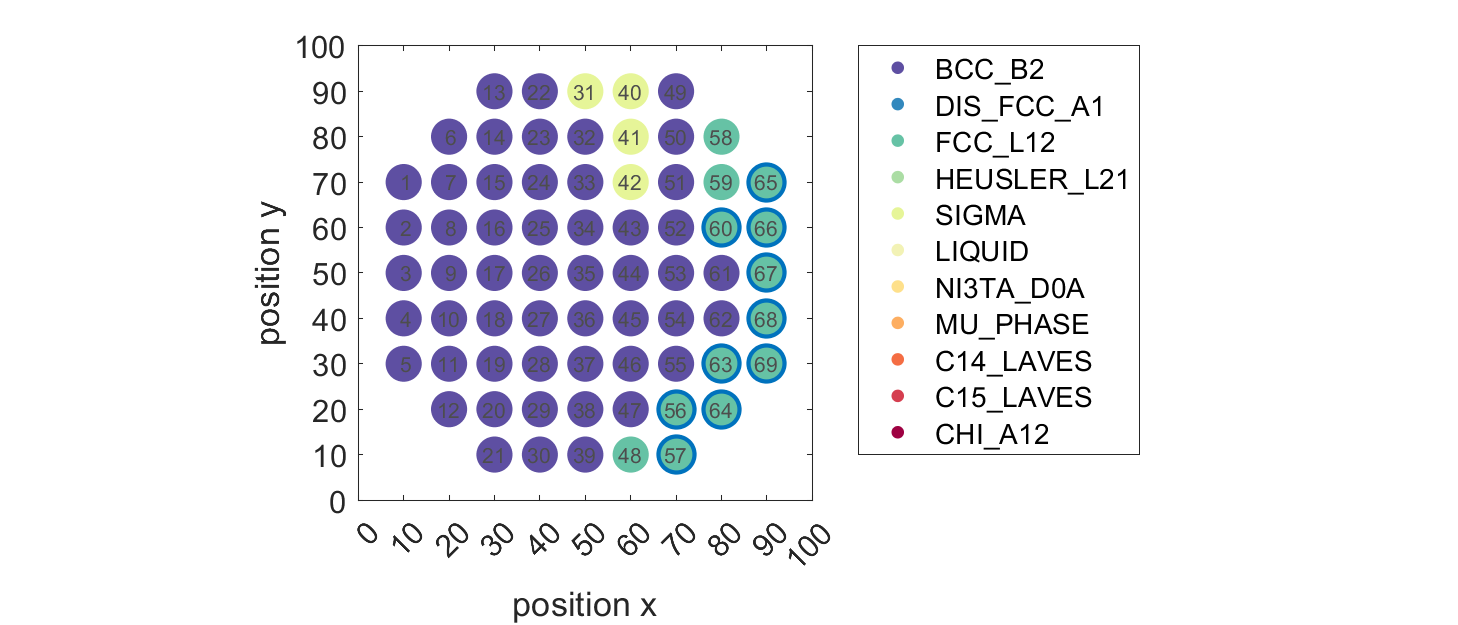 100
90
80
70
60
50
40
30
20
10
0
position y
13 22 31 40 49
6 14 23 32 41 50 58
1 7 15 24 33 42 51 59 65
2 8 16 25 34 43 52 60 66
3 9 17 26 35 44 53 61 67
4 10 18 27 36 45 54 62 68
5 11 19 28 37 46 55 63 69
12 20 29 38 47 56 64
21 30 39 48 57
0 10 20 30 40 50 60 70 80 90 100
position x
BCC_B2
DIS_FCC_A1
FCC_L12
HEUSLER_L21
SIGMA
LIQUID
NI3TA_D0A
MU_PHASE
C14_LAVES
C15_LAVES
CHI_A12